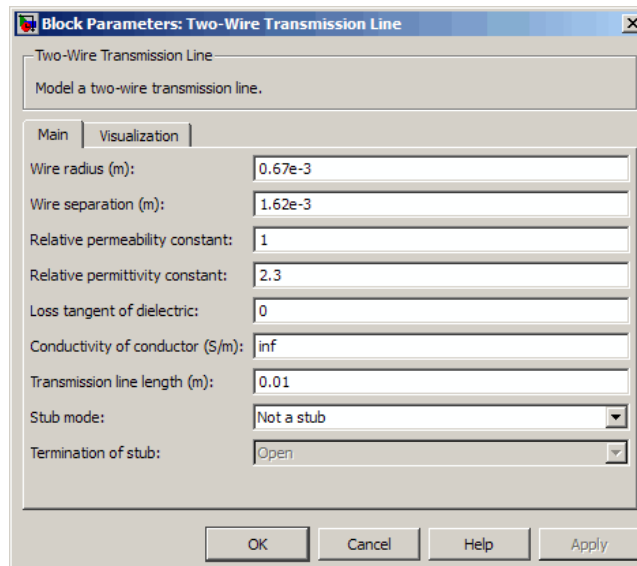 Block Parameters: Two-Wire Transmission Line
Two-Wire Transmission Line
Model a two-wire transmission line.
Main Visualization
Wire radius (m): 0.67e-3
Wire separation (m): 1.62e-3
Relative permeability constant: 1
Relative permittivity constant: 2.3
Loss tangent of dielectric: 0
Conductivity of conductor (S/m): inf
Transmission line length (m): 0.01
Stub mode: Not a stub
Termination of stub: Open
OK Cancel Help Apply